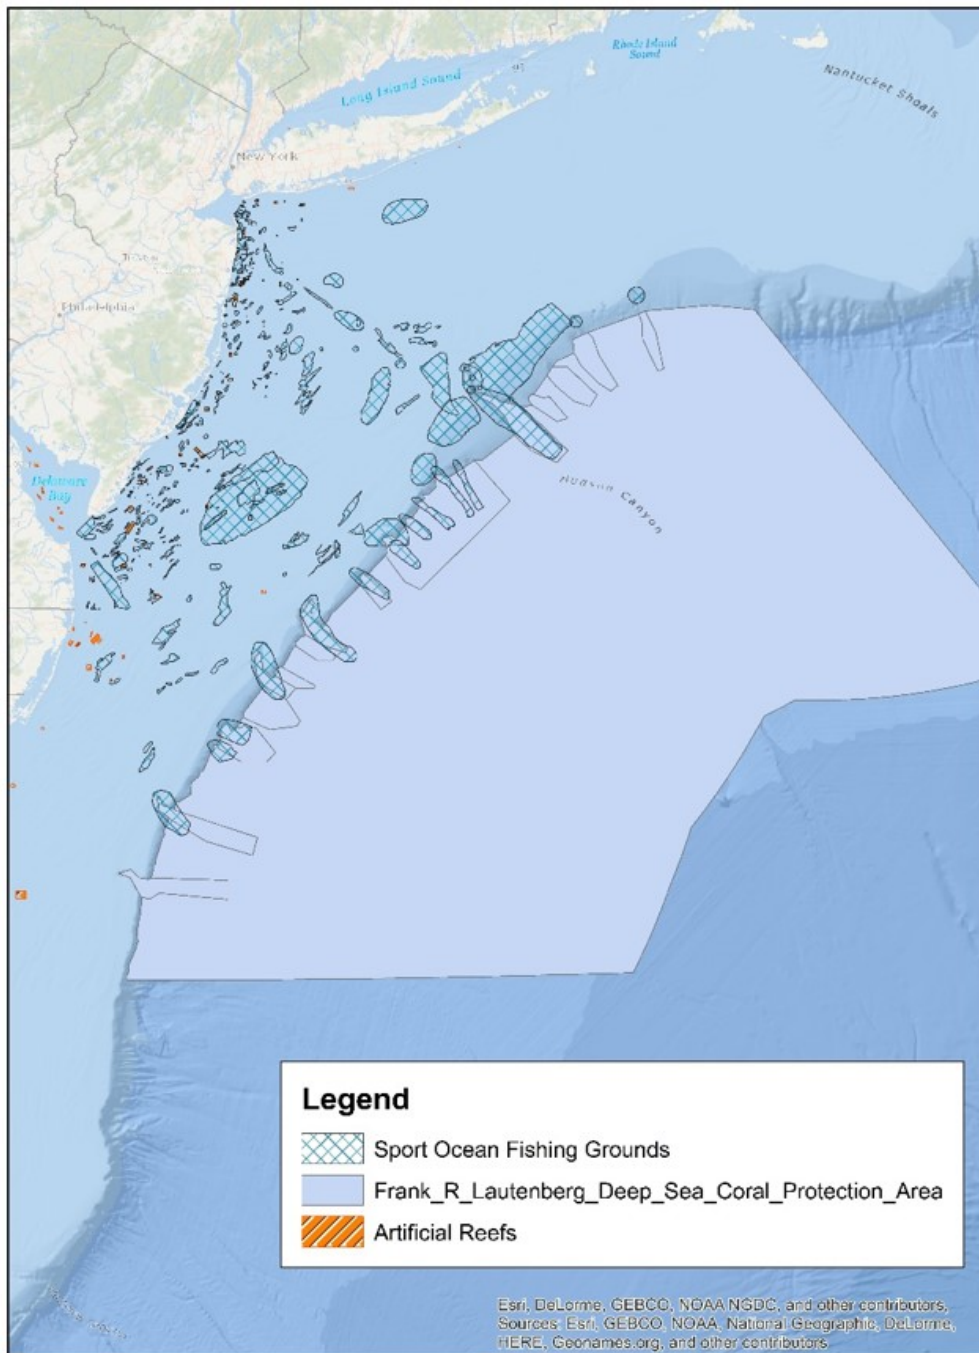 Rhode Island
Sound
Long Island Sound
Nantucket Shoals
New York
Philadelphia
Delaware
Bay
Hudson Canyon
Legend
Sport Ocean Fishing Grounds
Frank_R_Lautenberg_Deep_Sea_Coral_Protection_Area
Artificial Reefs
Esri, DeLorme, GEBCO, NOAA NGDC, and other contributors,
Sources: Esri, GEBCO, NOAA, National Geographic, DeLorme,
HERE, Geonames.org, and other contributors